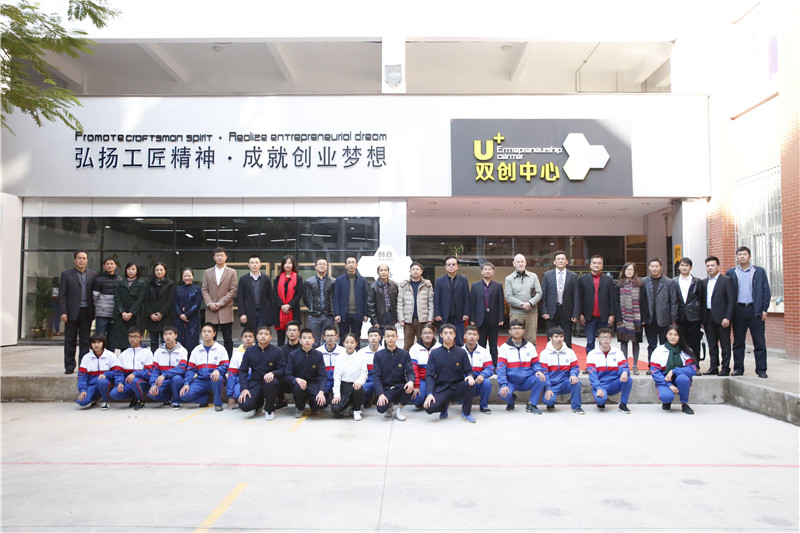 Promote craftsman spirit · Realize entrepreneurial dream
弘扬工匠精神·成就创业梦想
U+
Entrepreneurship
center
双创中心